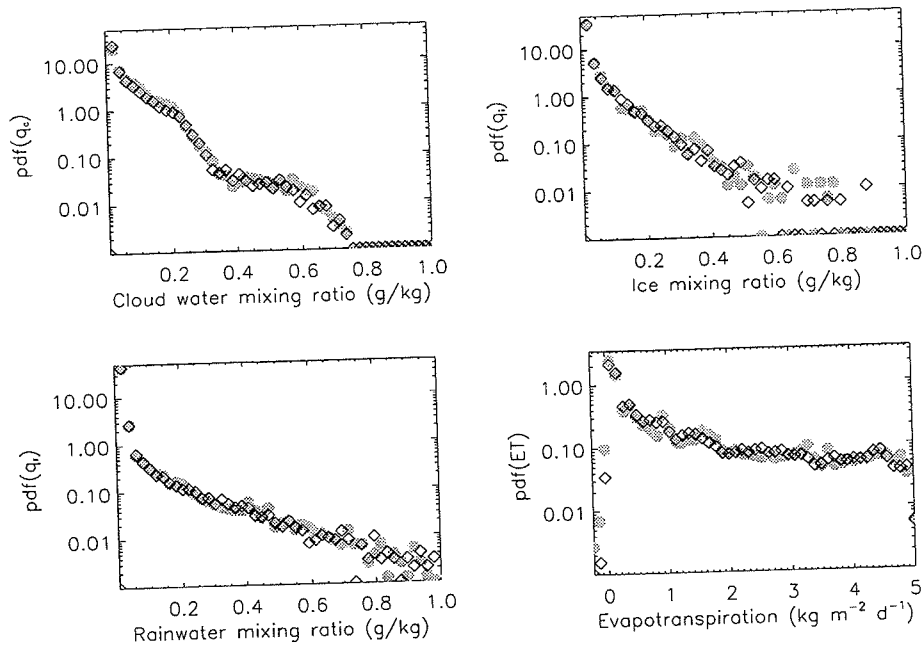 10.00
1.00
0.10
0.01
pdf(q꜀)
0.2 0.4 0.6 0.8 1.0
Cloud water mixing ratio (g/kg)
10.00
1.00
0.10
0.01
pdf(qᵢ)
0.2 0.4 0.6 0.8 1.0
Ice mixing ratio (g/kg)
10.00
1.00
0.10
0.01
pdf(qᵣ)
0.2 0.4 0.6 0.8 1.0
Rainwater mixing ratio (g/kg)
1.00
0.10
0.01
pdf(ET)
0 1 2 3 4 5
Evapotranspiration (kg m⁻² d⁻¹)